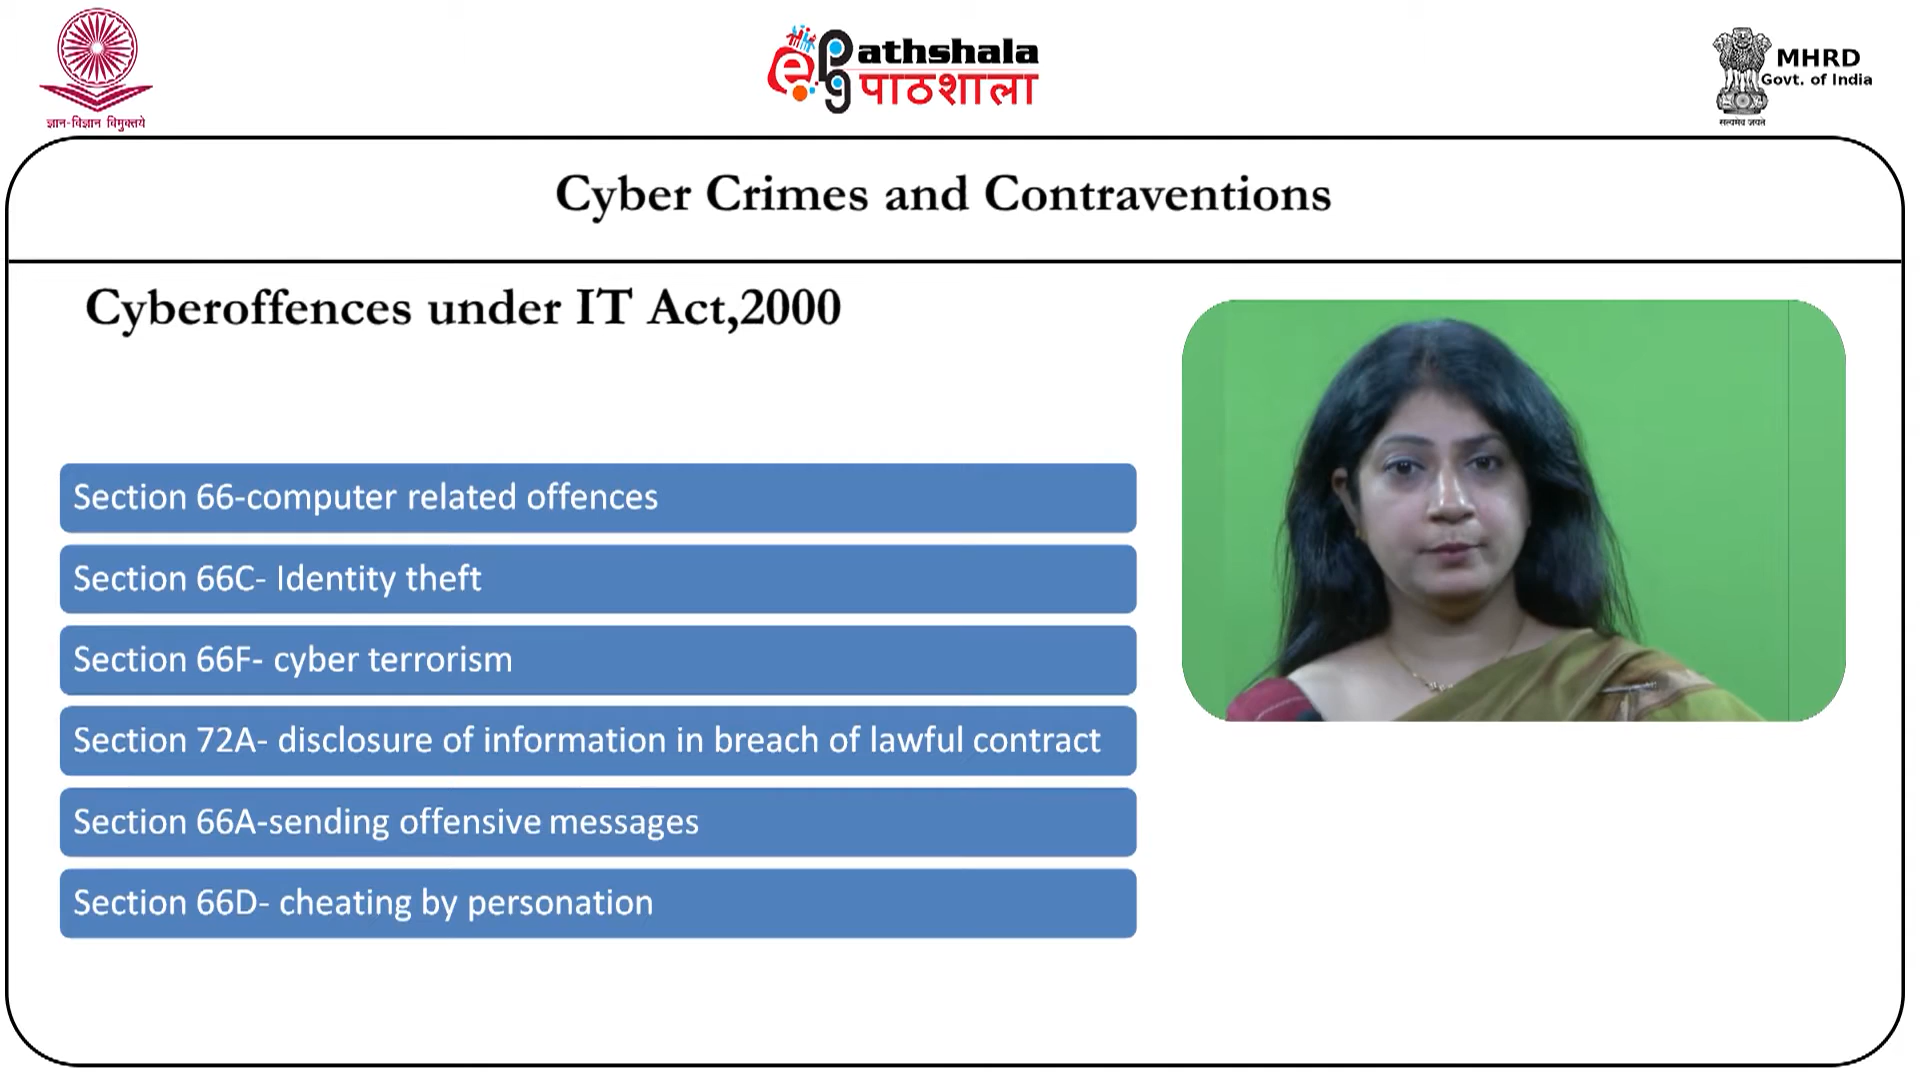 ज्ञान-विज्ञान विमुक्तये
ePG athshala
पाठशाला
MHRD
Govt. of India
सत्यमेव जयते
Cyber Crimes and Contraventions
Cyberoffences under IT Act,2000
Section 66-computer related offences
Section 66C- Identity theft
Section 66F- cyber terrorism
Section 72A- disclosure of information in breach of lawful contract
Section 66A-sending offensive messages
Section 66D- cheating by personation